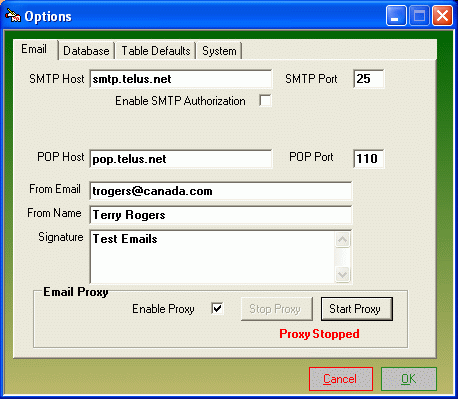 Options
Email Database Table Defaults System
SMTP Host smtp.telus.net SMTP Port 25
Enable SMTP Authorization
POP Host pop.telus.net POP Port 110
From Email trogers@canada.com
From Name Terry Rogers
Signature Test Emails
Email Proxy
Enable Proxy Stop Proxy Start Proxy
Proxy Stopped
Cancel OK